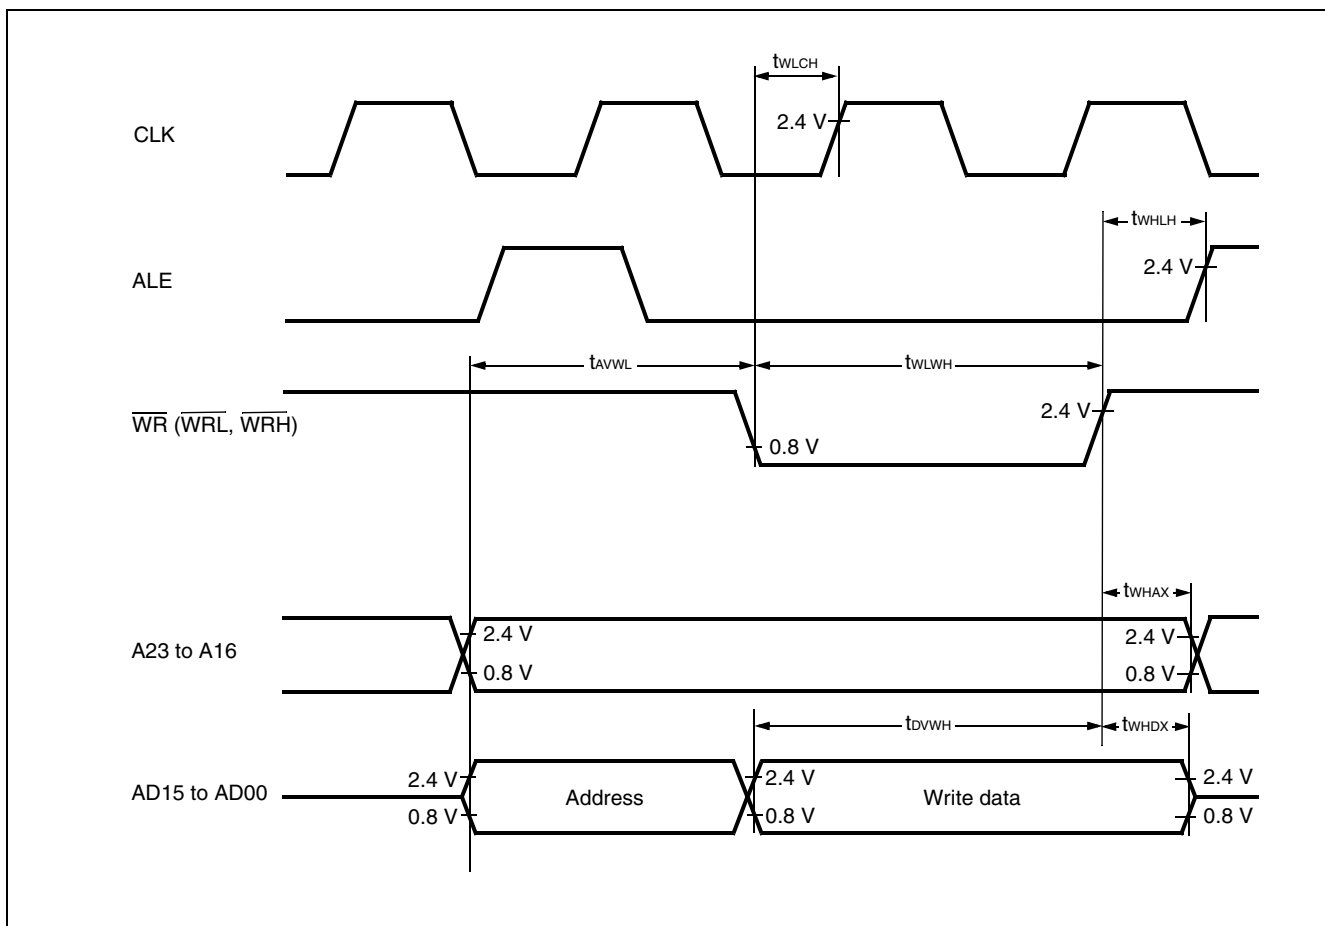 tWLCH
CLK
2.4 V
tWHLH
ALE
2.4 V
tAVWL
tWLWH
WR (WRL, WRH)
2.4 V
0.8 V
tWHAX
A23 to A16
2.4 V
2.4 V
0.8 V
0.8 V
tDVWH
tWHDX
AD15 to AD00
2.4 V
2.4 V
2.4 V
Address
Write data
0.8 V
0.8 V
0.8 V